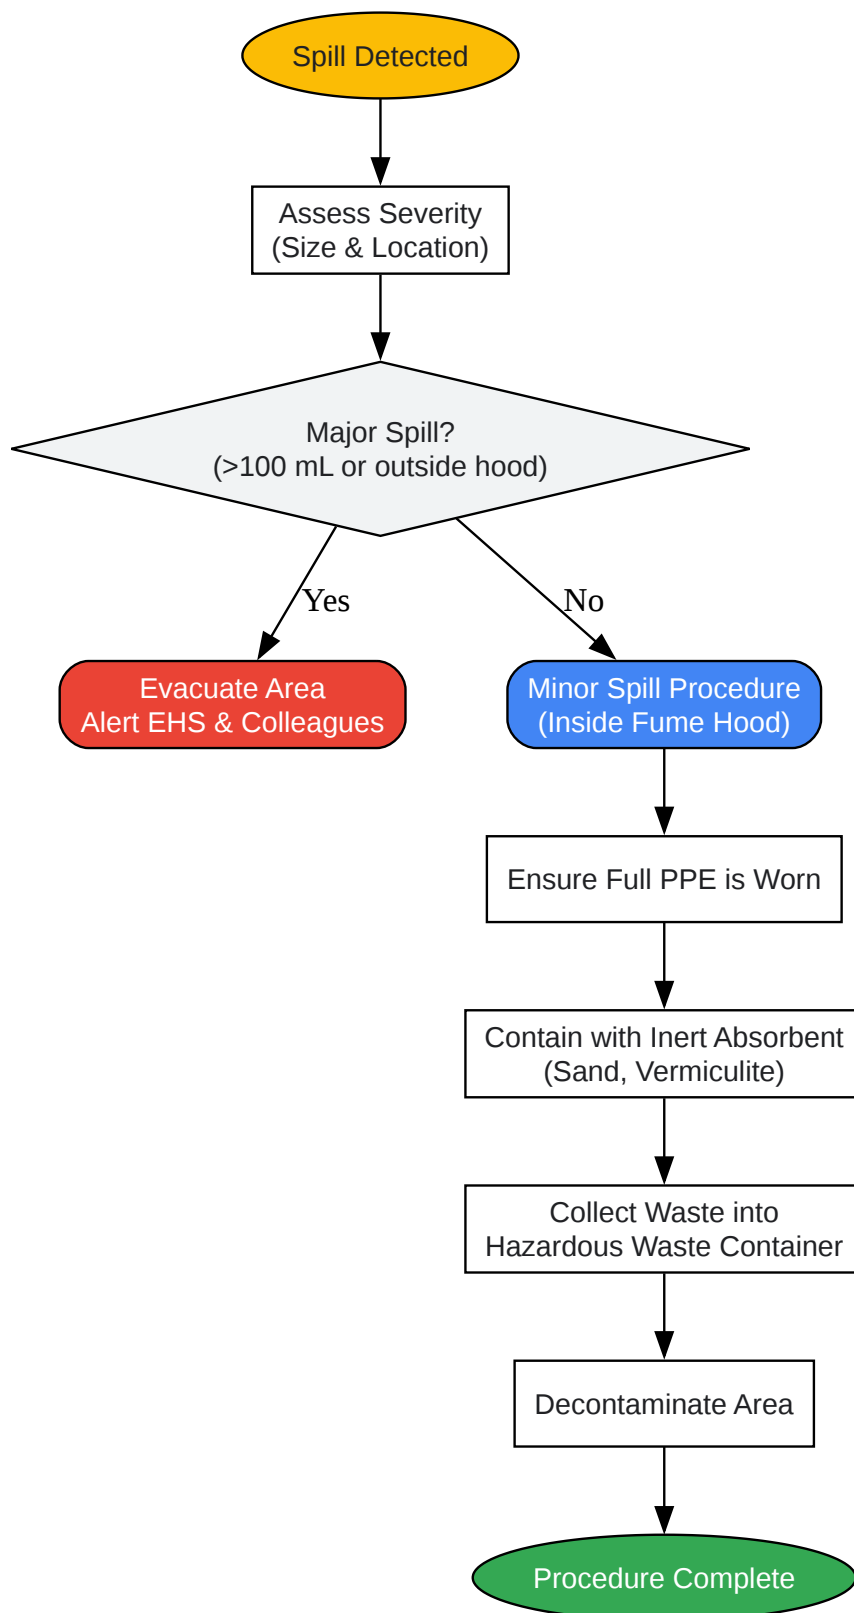 Spill Detected
Assess Severity
(Size & Location)
Major Spill?
(>100 mL or outside hood)
Yes
No
Evacuate Area
Alert EHS & Colleagues
Minor Spill Procedure
(Inside Fume Hood)
Ensure Full PPE is Worn
Contain with Inert Absorbent
(Sand, Vermiculite)
Collect Waste into
Hazardous Waste Container
Decontaminate Area
Procedure Complete